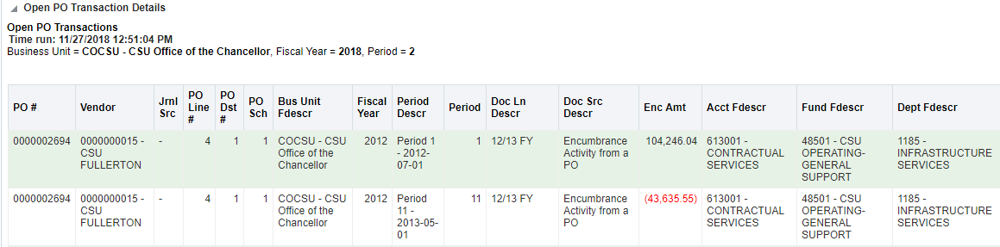 Open PO Transaction Details
Open PO Transactions
Time run: 11/27/2018 12:51:04 PM
Business Unit = COCSU - CSU Office of the Chancellor, Fiscal Year = 2018, Period = 2
PO # Vendor Jrnl Src PO Line # PO Dst # PO Sch Bus Unit Fdescr Fiscal Year Period Descr Period Doc Ln Descr Doc Src Descr Enc Amt Acct Fdescr Fund Fdescr Dept Fdescr
0000002694 0000000015 - CSU FULLERTON - 4 1 1 COCSU - CSU Office of the Chancellor 2012 Period 1 - 2012-07-01 1 12/13 FY Encumbrance Activity from a PO 104,246.04 613001 - CONTRACTUAL SERVICES 48501 - CSU OPERATING-GENERAL SUPPORT 1185 - INFRASTRUCTURE SERVICES
0000002694 0000000015 - CSU FULLERTON - 4 1 1 COCSU - CSU Office of the Chancellor 2012 Period 11 - 2013-05-01 11 12/13 FY Encumbrance Activity from a PO (43,635.55) 613001 - CONTRACTUAL SERVICES 48501 - CSU OPERATING-GENERAL SUPPORT 1185 - INFRASTRUCTURE SERVICES